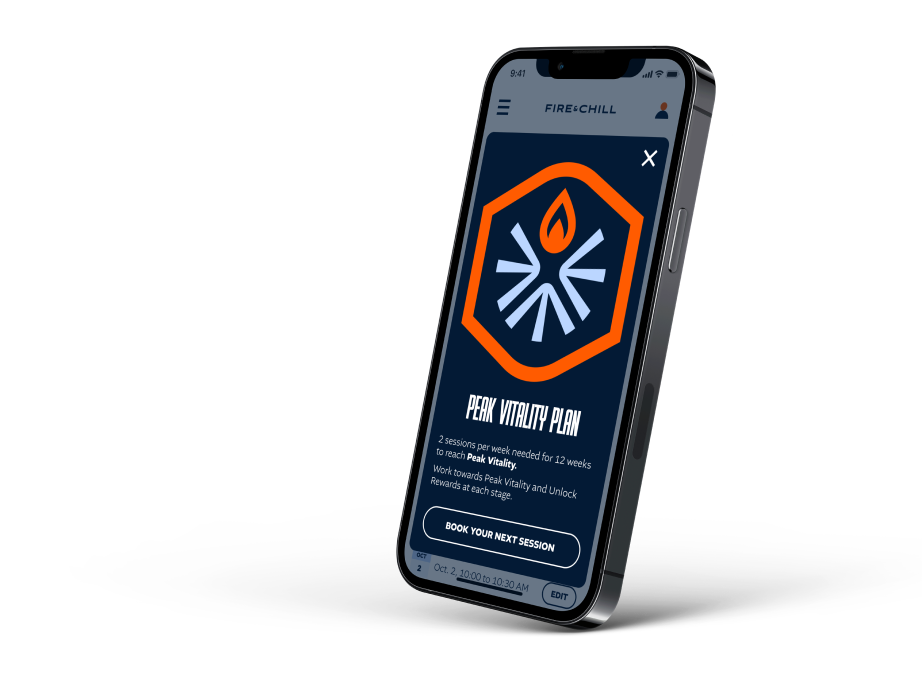 9:41
FIRE&CHILL
PEAK VITALITY PLAN
2 sessions per week needed for 12 weeks
to reach Peak Vitality.
Work towards Peak Vitality and Unlock
Rewards at each stage.
BOOK YOUR NEXT SESSION
OCT
2
Oct. 2, 10:00 to 10:30 AM
EDIT